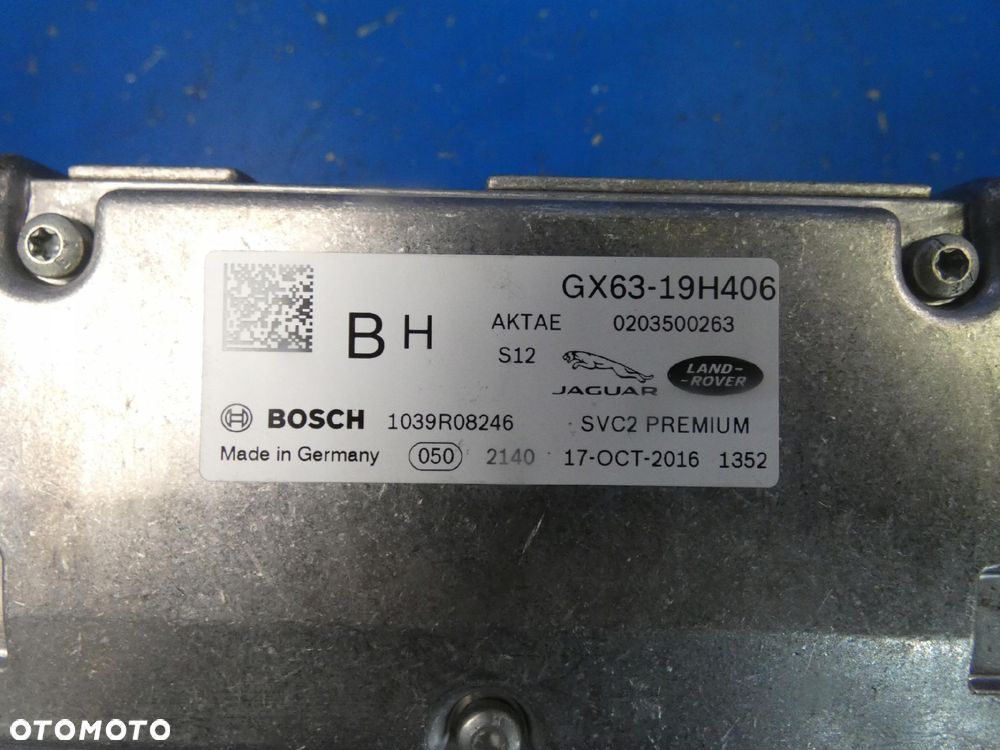 GX63-19H406
B H AKTAE 0203500263
S12 JAGUAR LAND-ROVER
BOSCH 1039R08246 SVC2 PREMIUM
Made in Germany 050 2140 17-OCT-2016 1352
OTOMOTO